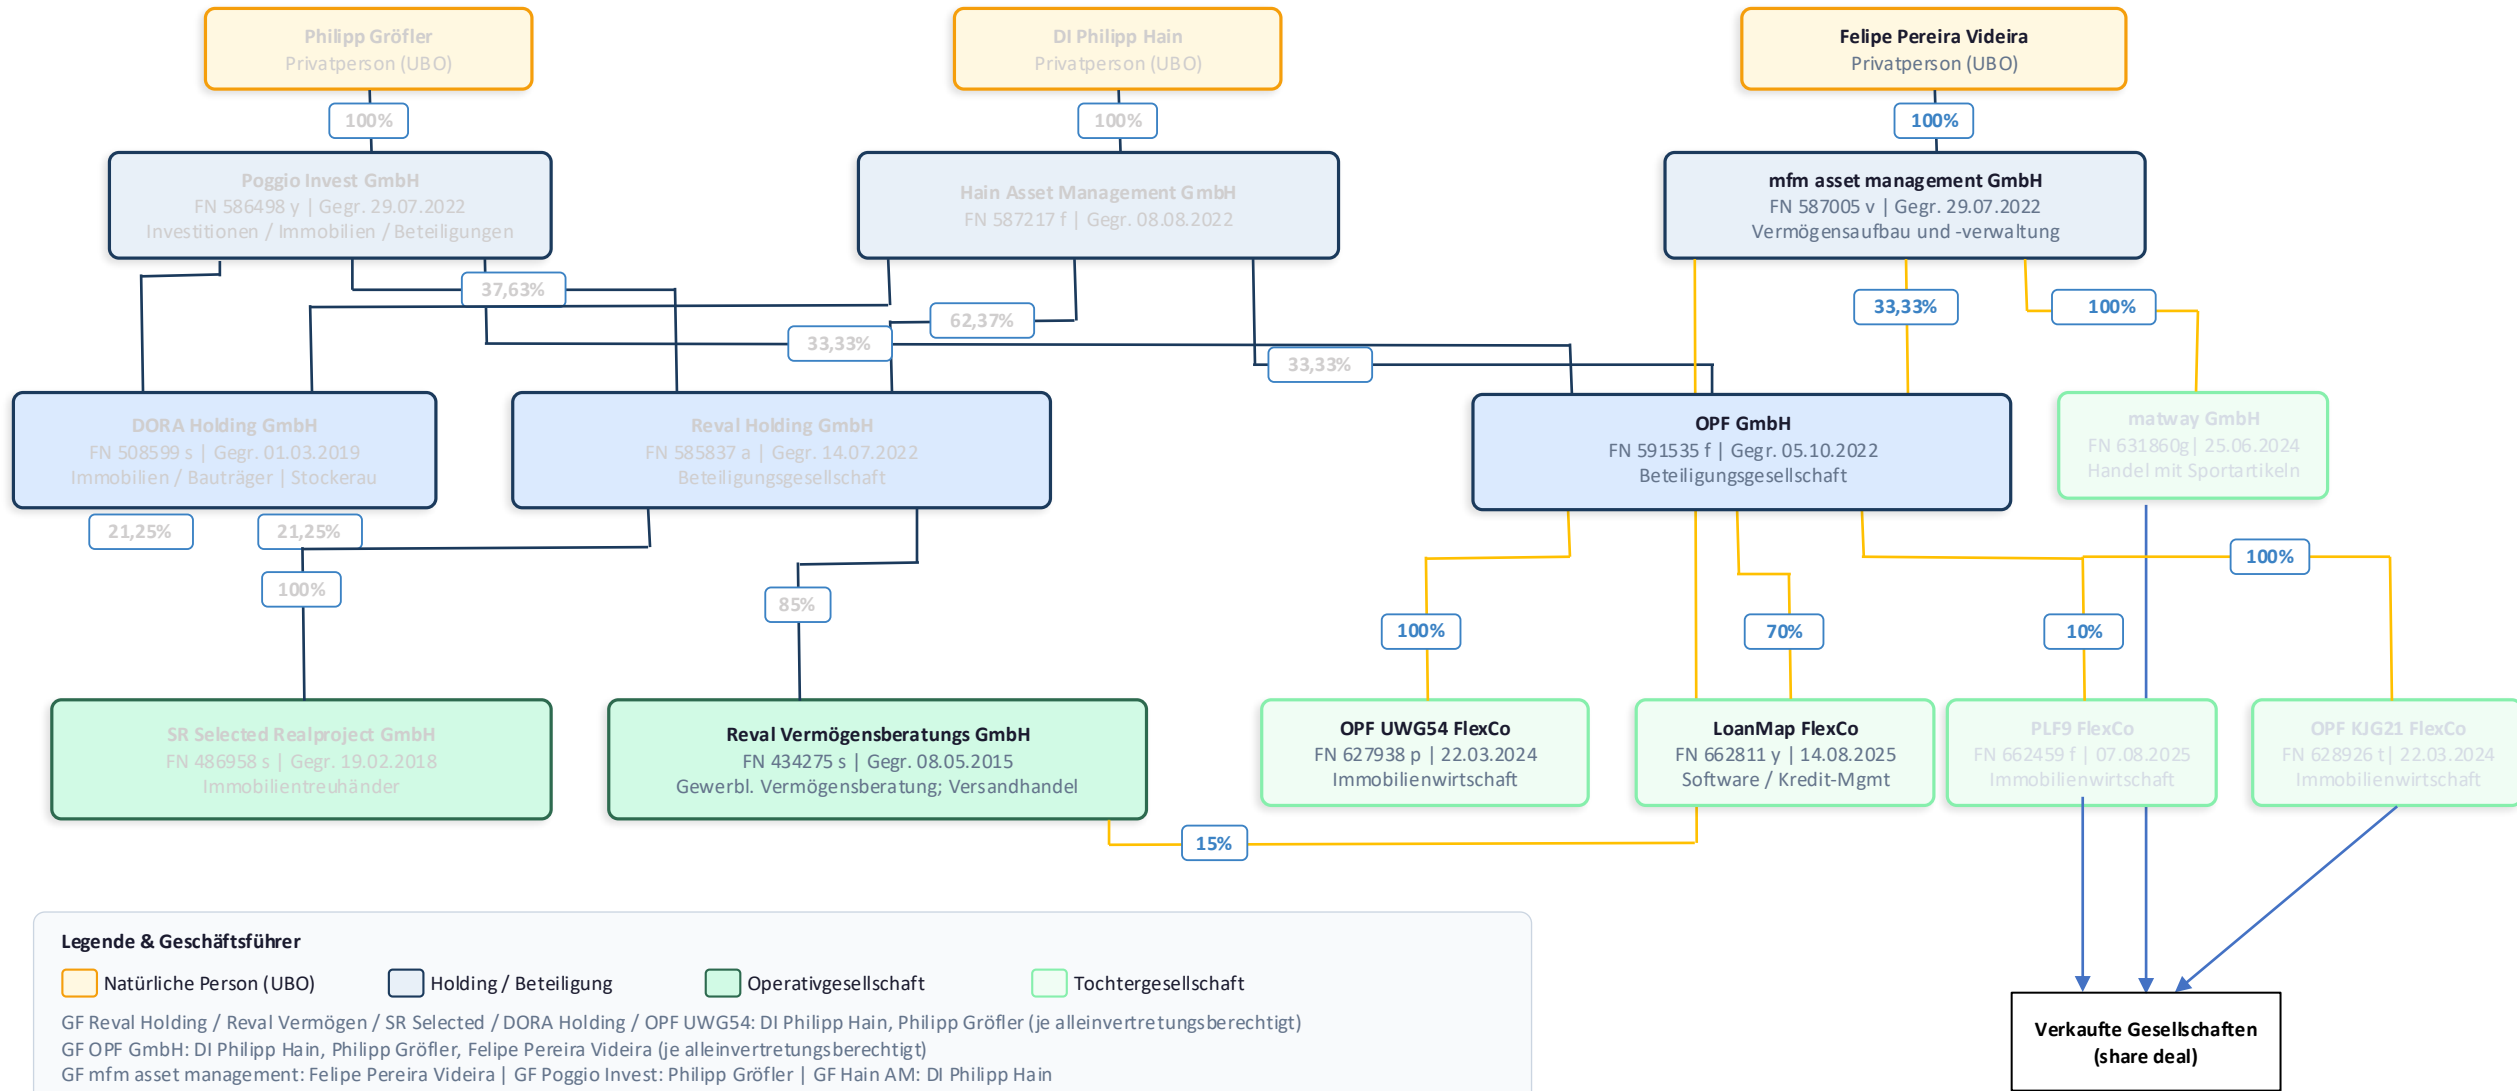 Philipp Gröfler
Privatperson (UBO)
DI Philipp Hain
Privatperson (UBO)
Felipe Pereira Videira
Privatperson (UBO)
100%
100%
100%
Poggio Invest GmbH
FN 586498 y | Gegr. 29.07.2022
Investitionen / Immobilien / Beteiligungen
Hain Asset Management GmbH
FN 587217 f | Gegr. 08.08.2022
mfm asset management GmbH
FN 587005 v | Gegr. 29.07.2022
Vermögensaufbau und -verwaltung
37,63%
62,37%
33,33%
33,33%
33,33%
100%
DORA Holding GmbH
FN 508599 s | Gegr. 01.03.2019
Immobilien / Bauträger | Stockerau
Reval Holding GmbH
FN 585837 a | Gegr. 14.07.2022
Beteiligungsgesellschaft
OPF GmbH
FN 591535 f | Gegr. 05.10.2022
Beteiligungsgesellschaft
matway GmbH
FN 631860g| 25.06.2024
Handel mit Sportartikeln
21,25%
21,25%
100%
85%
100%
70%
10%
100%
SR Selected Realproject GmbH
FN 486958 s | Gegr. 19.02.2018
Immobilientreuhänder
Reval Vermögensberatungs GmbH
FN 434275 s | Gegr. 08.05.2015
Gewerbl. Vermögensberatung; Versandhandel
OPF UWG54 FlexCo
FN 627938 p | 22.03.2024
Immobilienwirtschaft
LoanMap FlexCo
FN 662811 y | 14.08.2025
Software / Kredit-Mgmt
PLF9 FlexCo
FN 662459 f | 07.08.2025
Immobilienwirtschaft
OPF KJG21 FlexCo
FN 628926 t| 22.03.2024
Immobilienwirtschaft
15%
Legende & Geschäftsführer
Natürliche Person (UBO)
Holding / Beteiligung
Operativgesellschaft
Tochtergesellschaft
GF Reval Holding / Reval Vermögen / SR Selected / DORA Holding / OPF UWG54: DI Philipp Hain, Philipp Gröfler (je alleinvertretungsberechtigt)
GF OPF GmbH: DI Philipp Hain, Philipp Gröfler, Felipe Pereira Videira (je alleinvertretungsberechtigt)
GF mfm asset management: Felipe Pereira Videira | GF Poggio Invest: Philipp Gröfler | GF Hain AM: DI Philipp Hain
Verkaufte Gesellschaften
(share deal)